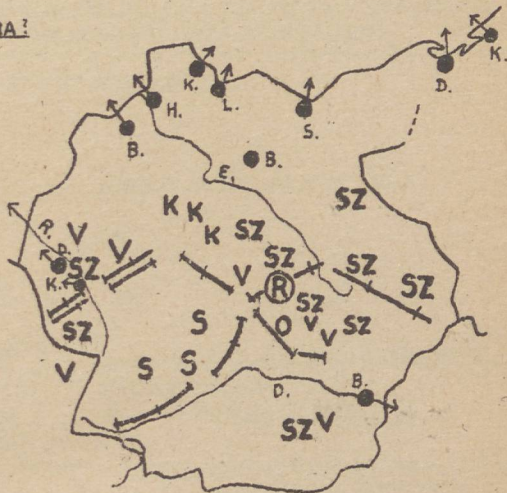 RA?
K.
K.
D.
L.
H.
S.
B.
B.
E.
SZ
K
K
R.
V
V
K
SZ
P.
SZ
SZ
SZ
K.
V
R
SZ
SZ
SZ
S
O
V
SZ
V
S
S
V
D.
B.
SZ
V